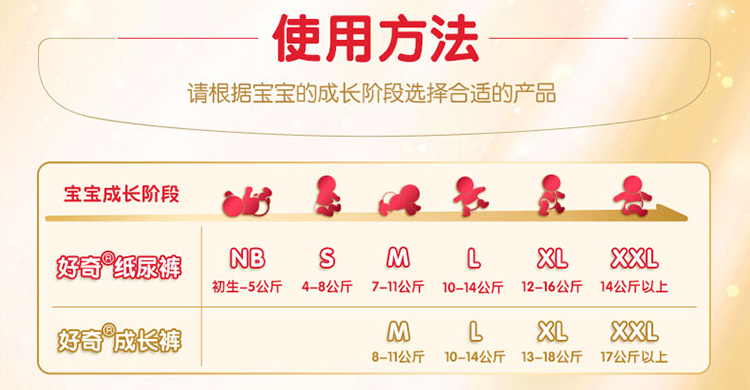 使用方法
请根据宝宝的成长阶段选择合适的产品
宝宝成长阶段
好奇®纸尿裤 NB S M L XL XXL
初生-5公斤 4-8公斤 7-11公斤 10-14公斤 12-16公斤 14公斤以上
好奇®成长裤 M L XL XXL
8-11公斤 10-14公斤 13-18公斤 17公斤以上